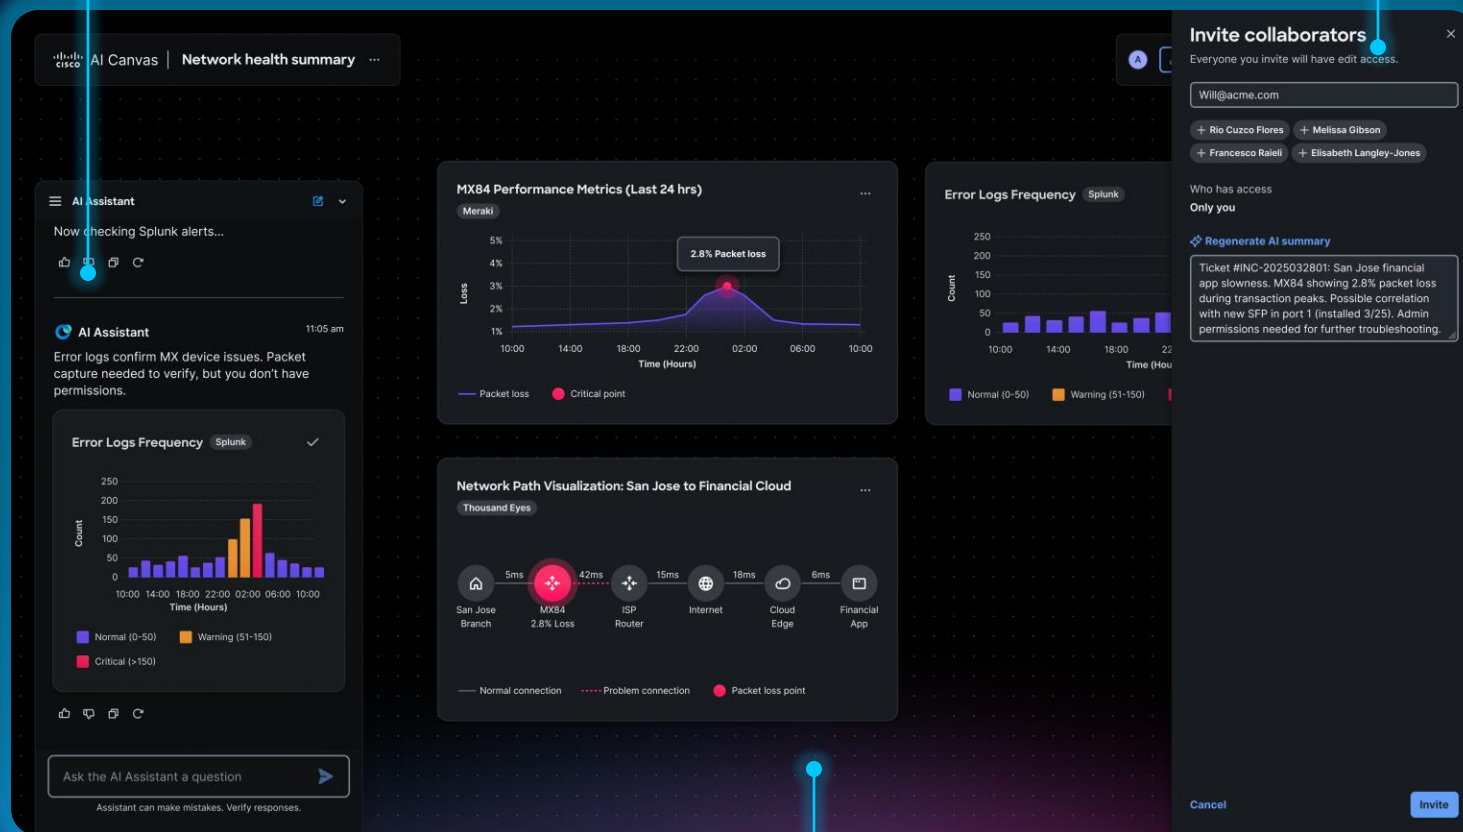 cisco AI Canvas | Network health summary ...
A
AI Assistant
Now checking Splunk alerts...
AI Assistant 11:05 am
Error logs confirm MX device issues. Packet
capture needed to verify, but you don't have
permissions.
Error Logs Frequency Splunk
250
200
150
100
50
0
Count
10:00 14:00 18:00 22:00 02:00 06:00 10:00
Time (Hours)
Normal (0-50) Warning (51-150)
Critical (>150)
Ask the AI Assistant a question
Assistant can make mistakes. Verify responses.
MX84 Performance Metrics (Last 24 hrs) ...
Meraki
5%
4%
3%
2%
1%
Loss
2.8% Packet loss
10:00 14:00 18:00 22:00 02:00 06:00 10:00
Time (Hours)
Packet loss Critical point
Error Logs Frequency Splunk
250
200
150
100
50
0
Count
10:00 14:00 18:00 22
Time (Hou
Normal (0-50) Warning (51-150)
Network Path Visualization: San Jose to Financial Cloud ...
Thousand Eyes
5ms 42ms 15ms 18ms 6ms
San Jose MX84 ISP Internet Cloud Financial
Branch 2.8% Loss Router Edge App
Normal connection Problem connection Packet loss point
Invite collaborators
Everyone you invite will have edit access.
Will@acme.com
+ Rio Cuzco Flores + Melissa Gibson
+ Francesco Raieli + Elisabeth Langley-Jones
Who has access
Only you
Regenerate AI summary
Ticket #INC-2025032801: San Jose financial
app slowness. MX84 showing 2.8% packet loss
during transaction peaks. Possible correlation
with new SFP in port 1 (installed 3/25). Admin
permissions needed for further troubleshooting.
Cancel Invite